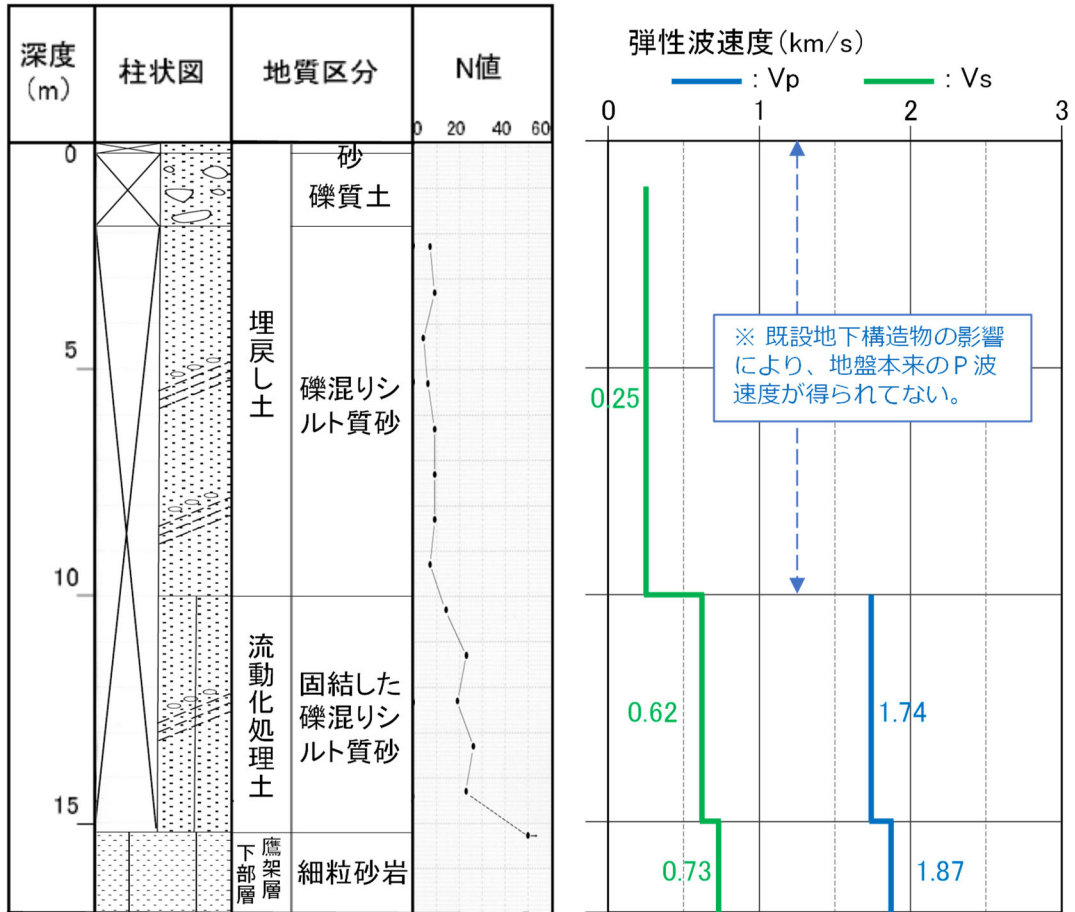 深度
(m)
柱状図
地質区分
N値
0 20 40 60
0
5
10
15
埋戻し土
砂
礫質土
礫混りシ
ルト質砂
流動化処理土
固結した
礫混りシ
ルト質砂
鷹架層
下部層
細粒砂岩
弾性波速度(km/s)
: Vp : Vs
0 1 2 3
※ 既設地下構造物の影響
により、地盤本来のP波
速度が得られてない。
0.25
0.62
1.74
0.73
1.87